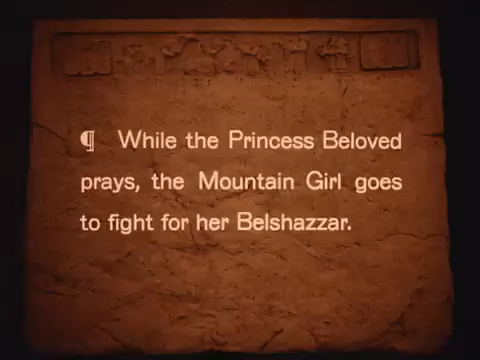 ¶ While the Princess Beloved
prays, the Mountain Girl goes
to fight for her Belshazzar.